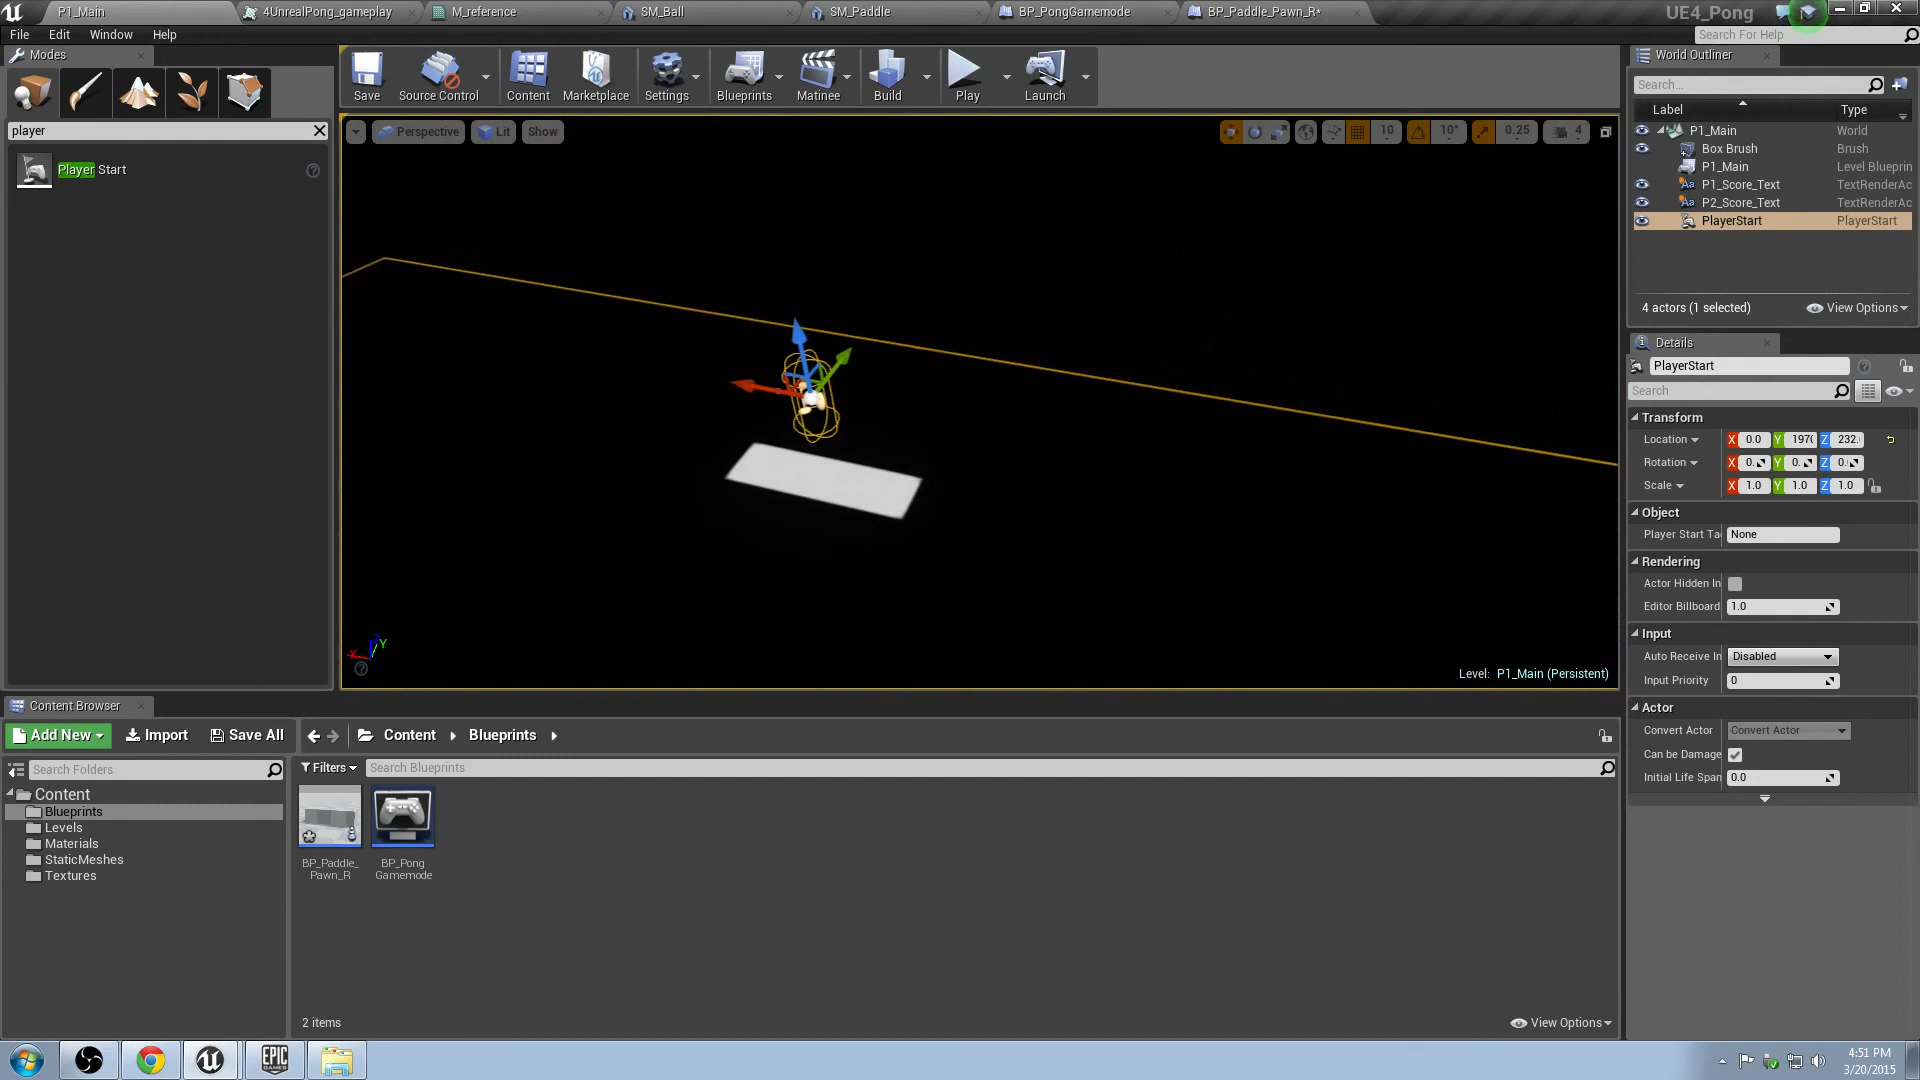 P1_Main
4UnrealPong_gameplay
M_reference
SM_Ball
SM_Paddle
BP_PongGamemode
BP_Paddle_Pawn_R*
UE4_Pong
File Edit Window Help
Search For Help
Modes
player
Player Start
Save
Source Control
Content
Marketplace
Settings
Blueprints
Matinee
Build
Play
Launch
Perspective
Lit
Show
10
10°
0.25
4
Level: P1_Main (Persistent)
World Outliner
Search...
Label Type
P1_Main World
Box Brush Brush
P1_Main Level Blueprin
P1_Score_Text TextRenderAc
P2_Score_Text TextRenderAc
PlayerStart PlayerStart
4 actors (1 selected)
View Options
Details
PlayerStart
Search
Transform
Location X 0.0 Y 197( Z 232.
Rotation X 0. Y 0. Z 0.
Scale X 1.0 Y 1.0 Z 1.0
Object
Player Start Ta None
Rendering
Actor Hidden In
Editor Billboard 1.0
Input
Auto Receive In Disabled
Input Priority 0
Actor
Convert Actor Convert Actor
Can be Damage
Initial Life Span 0.0
Content Browser
Add New
Import
Save All
Content
Blueprints
Search Folders
Filters
Search Blueprints
Content
Blueprints
Levels
Materials
StaticMeshes
Textures
BP_Paddle_
Pawn_R
BP_Pong
Gamemode
2 items
View Options
X
Y
EPIC
GAMES
4:51 PM
3/20/2015